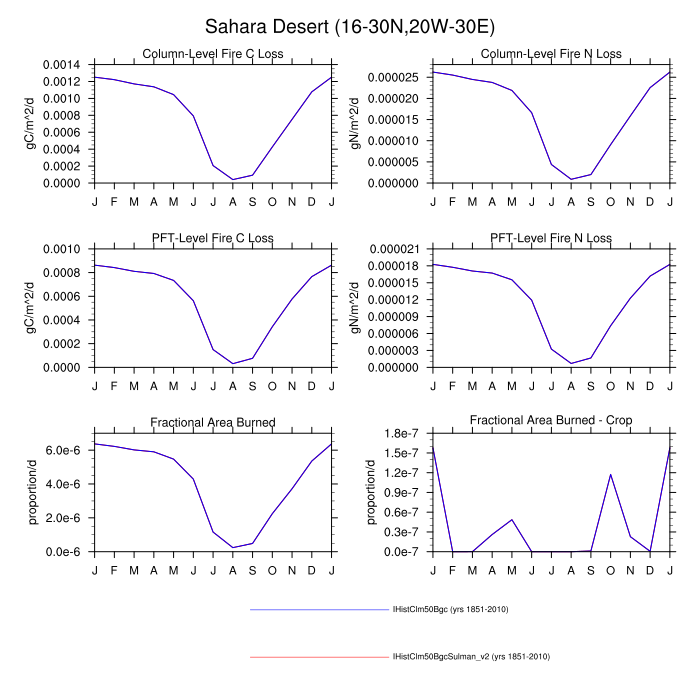 Sahara Desert (16-30N,20W-30E)
Column-Level Fire C Loss
gC/m^2/d
0.0014
0.0012
0.0010
0.0008
0.0006
0.0004
0.0002
0.0000
J F M A M J J A S O N D J
Column-Level Fire N Loss
gN/m^2/d
0.000025
0.000020
0.000015
0.000010
0.000005
0.000000
J F M A M J J A S O N D J
PFT-Level Fire C Loss
gC/m^2/d
0.0010
0.0008
0.0006
0.0004
0.0002
0.0000
J F M A M J J A S O N D J
PFT-Level Fire N Loss
gN/m^2/d
0.000021
0.000018
0.000015
0.000012
0.000009
0.000006
0.000003
0.000000
J F M A M J J A S O N D J
Fractional Area Burned
proportion/d
6.0e-6
4.0e-6
2.0e-6
0.0e-6
J F M A M J J A S O N D J
Fractional Area Burned - Crop
proportion/d
1.8e-7
1.5e-7
1.2e-7
0.9e-7
0.6e-7
0.3e-7
0.0e-7
J F M A M J J A S O N D J
IHistClm50Bgc (yrs 1851-2010)
IHistClm50BgcSulman_v2 (yrs 1851-2010)